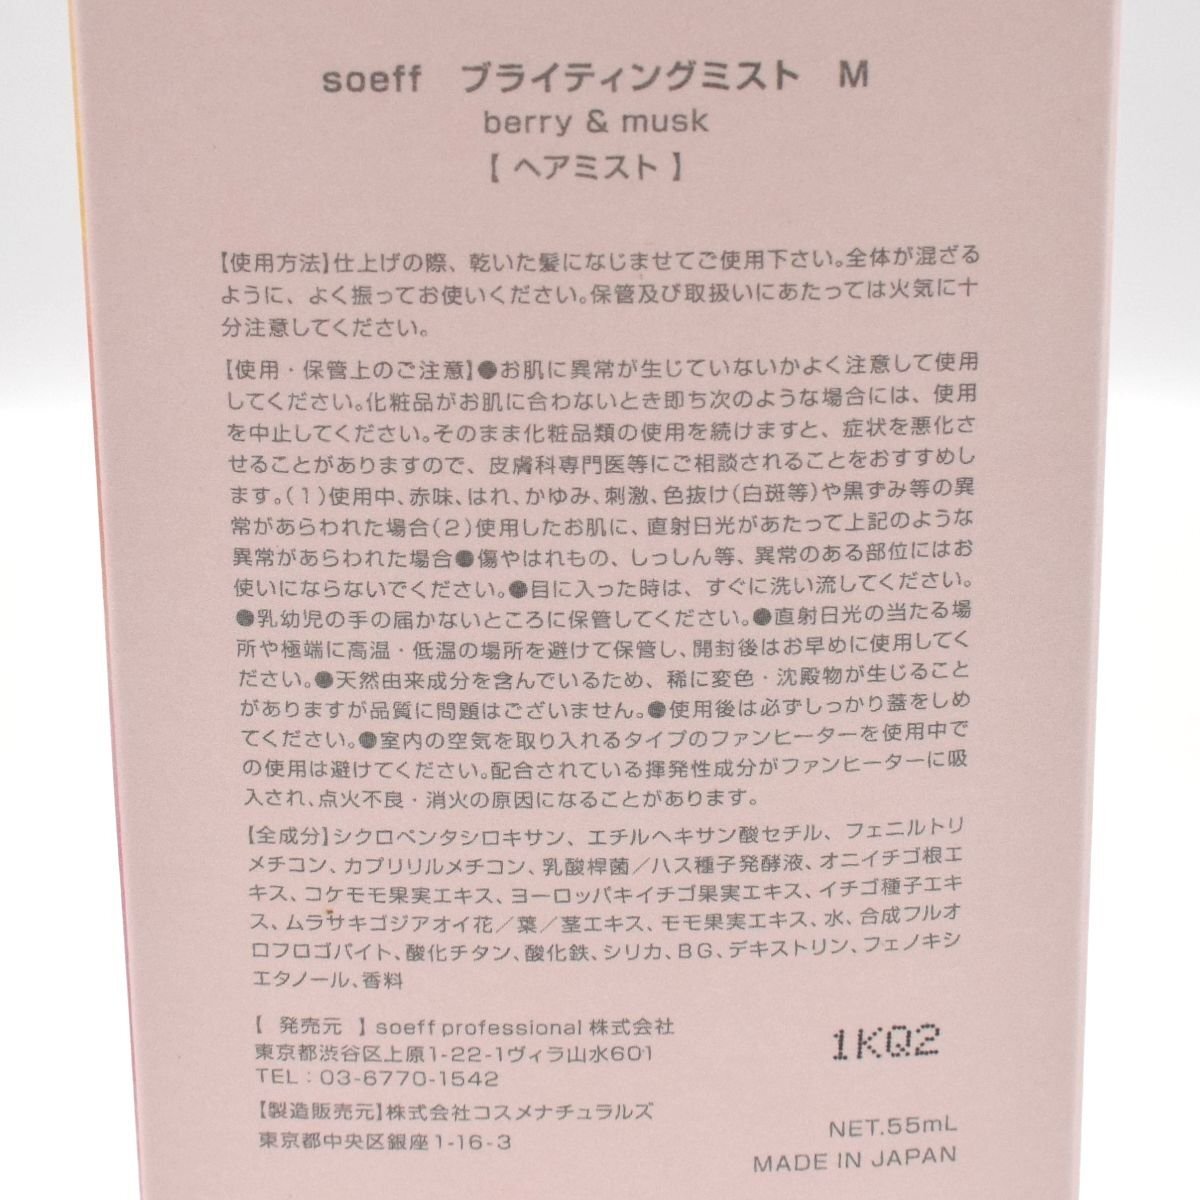 soeff　ブライティングミスト　M
berry & musk
【 ヘアミスト 】
【使用方法】仕上げの際、乾いた髪になじませてご使用下さい。全体が混ざる
ように、よく振ってお使いください。保管及び取扱いにあたっては火気に十
分注意してください。
【使用・保管上のご注意】●お肌に異常が生じていないかよく注意して使用
してください。化粧品がお肌に合わないとき即ち次のような場合には、使用
を中止してください。そのまま化粧品類の使用を続けますと、症状を悪化さ
せることがありますので、皮膚科専門医等にご相談されることをおすすめし
ます。(1)使用中、赤味、はれ、かゆみ、刺激、色抜け(白斑等)や黒ずみ等の異
常があらわれた場合(2)使用したお肌に、直射日光があたって上記のような
異常があらわれた場合●傷やはれもの、しっしん等、異常のある部位にはお
使いにならないでください。●目に入った時は、すぐに洗い流してください。
●乳幼児の手の届かないところに保管してください。●直射日光の当たる場
所や極端に高温・低温の場所を避けて保管し、開封後はお早めに使用してく
ださい。●天然由来成分を含んでいるため、稀に変色・沈殿物が生じること
がありますが品質に問題はございません。●使用後は必ずしっかり蓋をしめ
てください。●室内の空気を取り入れるタイプのファンヒーターを使用中で
の使用は避けてください。配合されている揮発性成分がファンヒーターに吸
入され、点火不良・消火の原因になることがあります。
【全成分】シクロペンタシロキサン、エチルヘキサン酸セチル、フェニルトリ
メチコン、カプリリルメチコン、乳酸桿菌／ハス種子発酵液、オニイチゴ根エ
キス、コケモモ果実エキス、ヨーロッパキイチゴ果実エキス、イチゴ種子エキ
ス、ムラサキゴジアオイ花／葉／茎エキス、モモ果実エキス、水、合成フルオ
ロフロゴパイト、酸化チタン、酸化鉄、シリカ、BG、デキストリン、フェノキシ
エタノール、香料
【 発売元 】soeff professional 株式会社
東京都渋谷区上原1-22-1ヴィラ山水601
TEL：03-6770-1542
1KQ2
【製造販売元】株式会社コスメナチュラルズ
東京都中央区銀座1-16-3
NET.55mL
MADE IN JAPAN